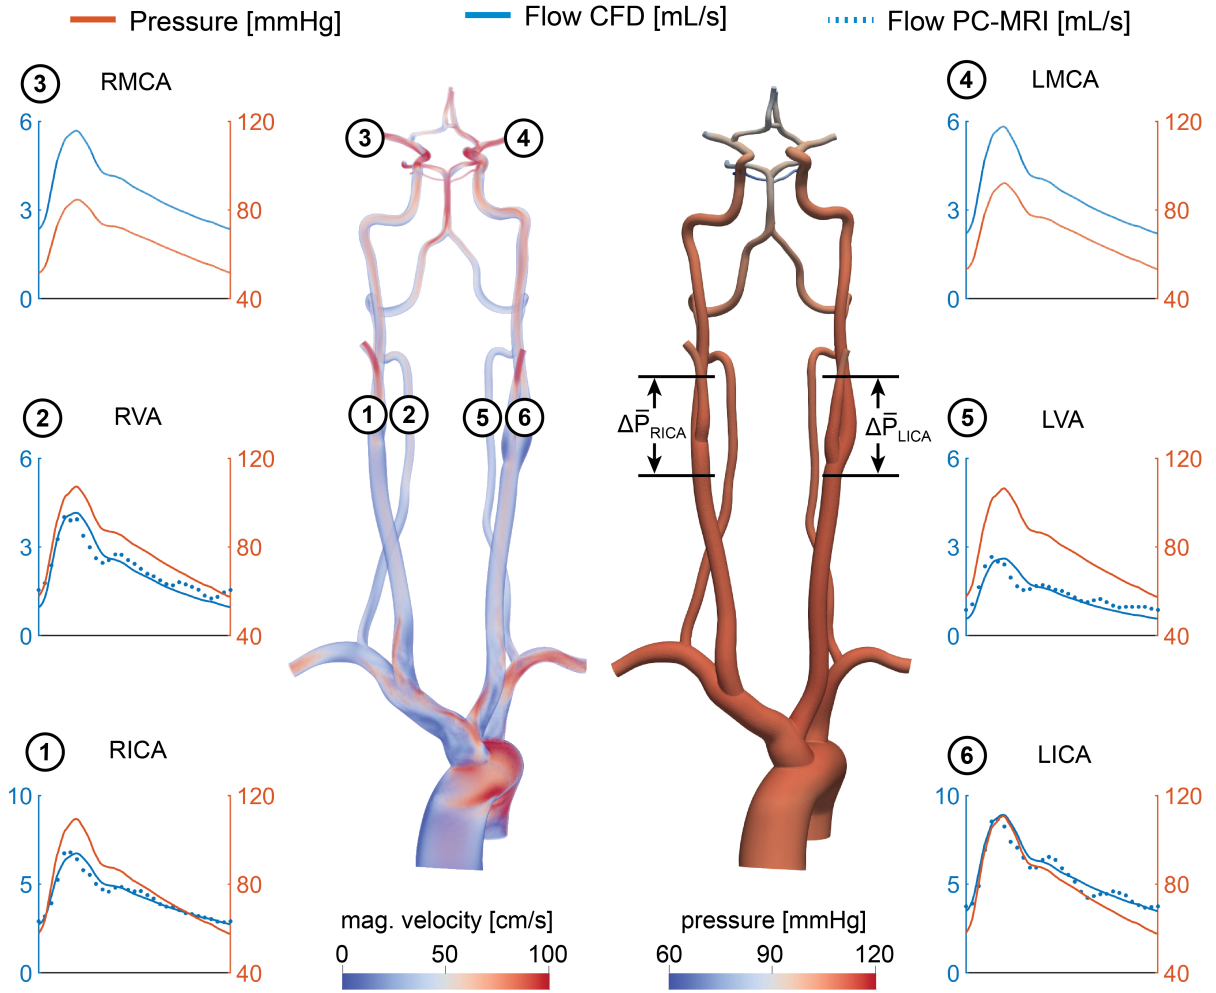 Pressure [mmHg]
Flow CFD [mL/s]
Flow PC-MRI [mL/s]
3 RMCA
6 120
3 80
0 40
4 LMCA
6 120
3 80
0 40
3 4
2 RVA
6 120
3 80
0 40
1 2 5 6
ΔP̅RICA
ΔP̅LICA
5 LVA
6 120
3 80
0 40
1 RICA
10 120
5 80
0 40
6 LICA
10 120
5 80
0 40
mag. velocity [cm/s]
0 50 100
pressure [mmHg]
60 90 120